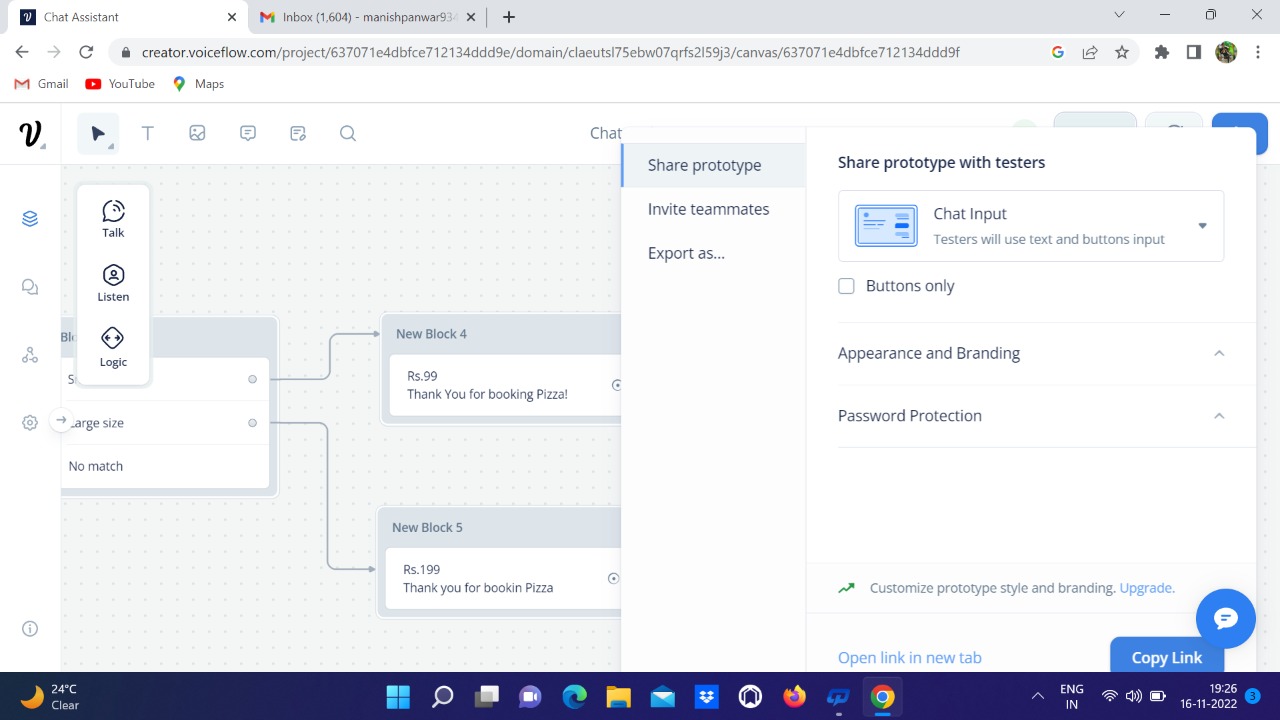 Chat Assistant
Inbox (1,604) - manishpanwar934
creator.voiceflow.com/project/637071e4dbfce712134ddd9e/domain/claeutsl75ebw07qrfs2l59j3/canvas/637071e4dbfce712134ddd9f
Gmail
YouTube
Maps
Chat
Talk
Listen
Logic
Blo
S
Large size
No match
New Block 4
Rs.99
Thank You for booking Pizza!
New Block 5
Rs.199
Thank you for bookin Pizza
Share prototype
Invite teammates
Export as...
Share prototype with testers
Chat Input
Testers will use text and buttons input
Buttons only
Appearance and Branding
Password Protection
Customize prototype style and branding. Upgrade.
Open link in new tab
Copy Link
24°C
Clear
ENG
IN
19:26
16-11-2022
3